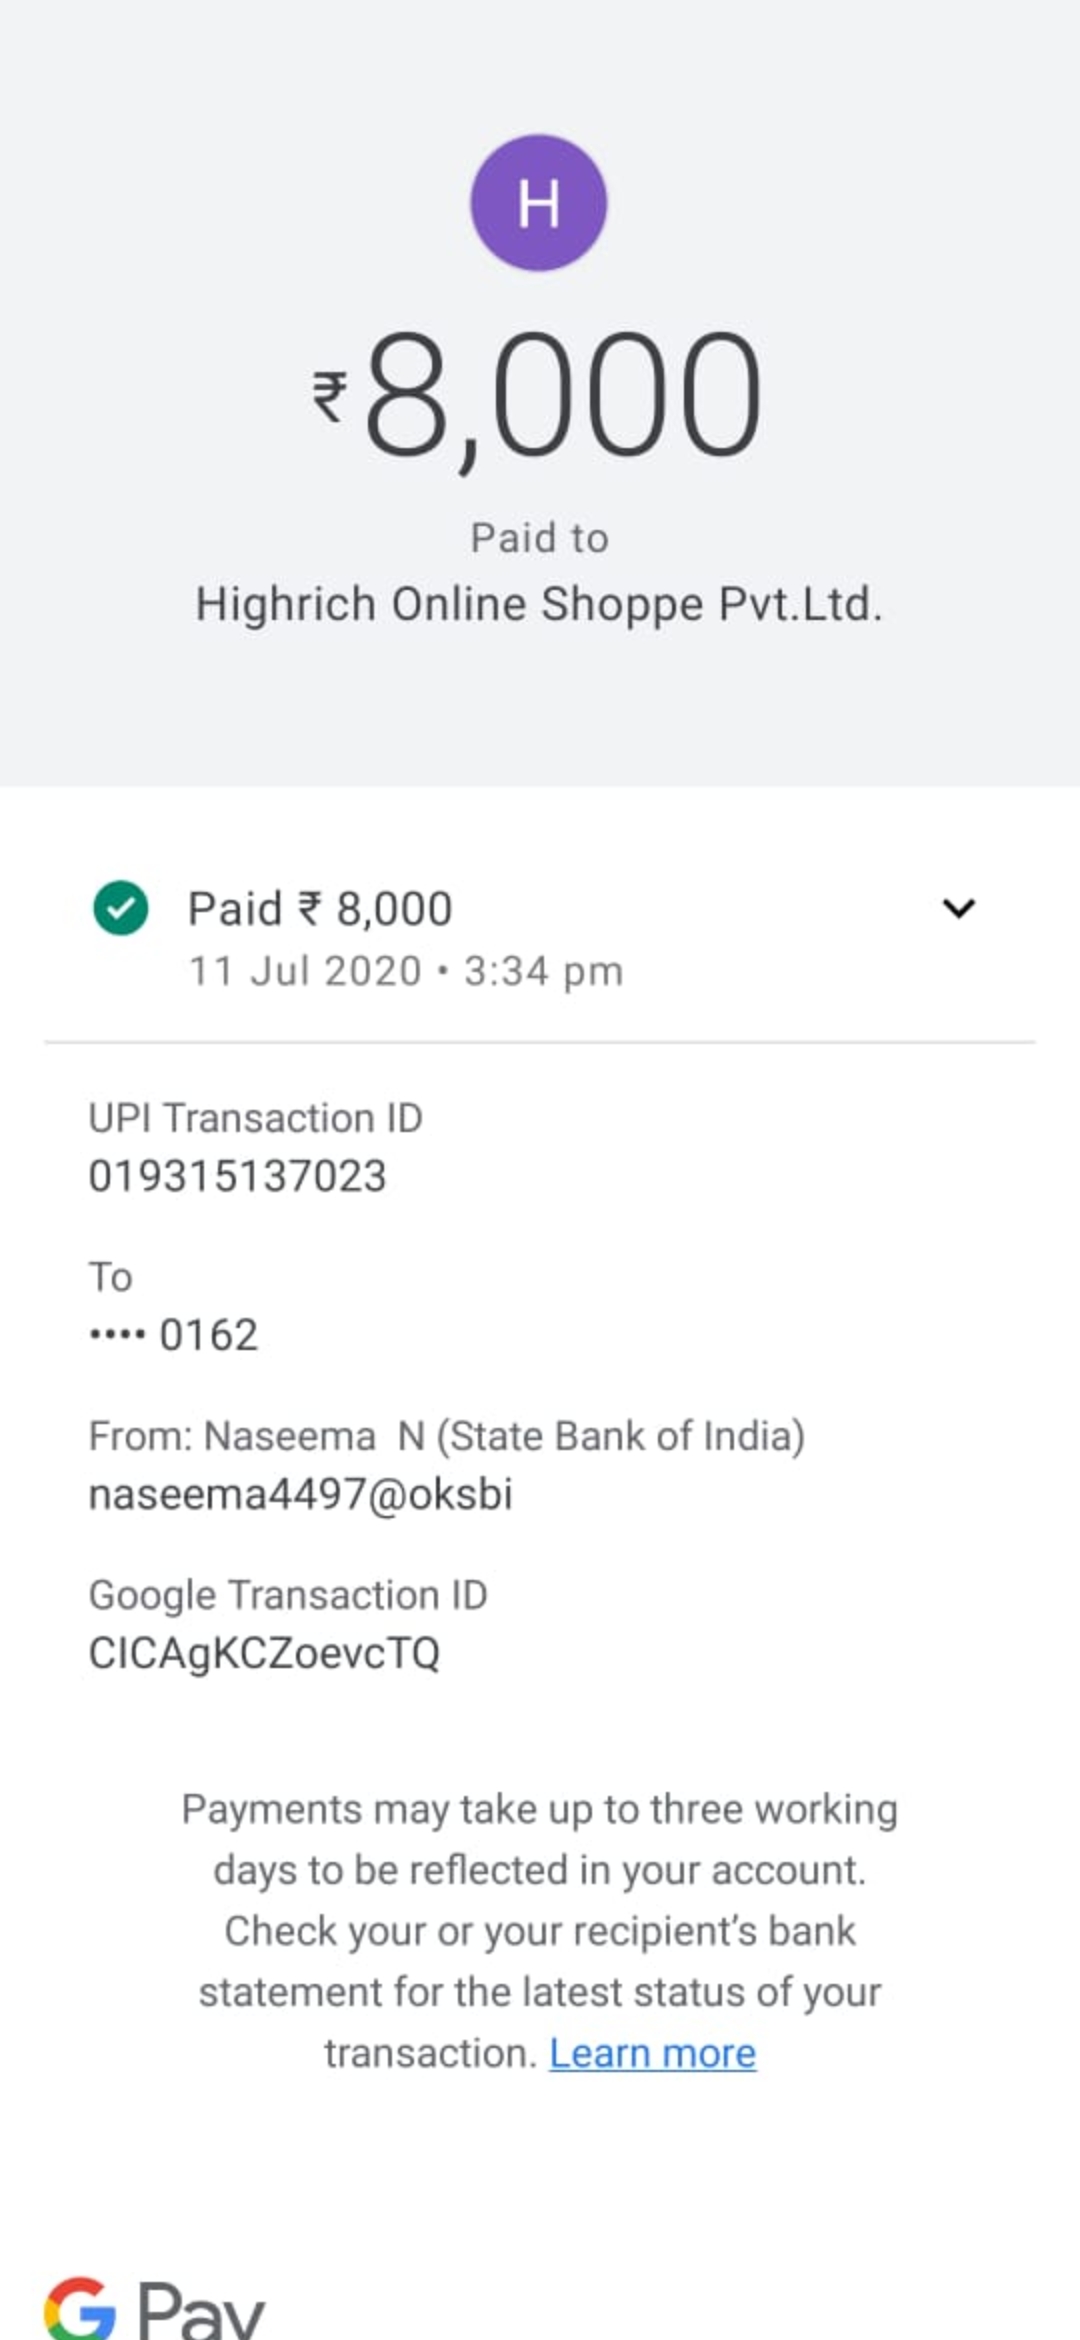 H
₹8,000
Paid to
Highrich Online Shoppe Pvt.Ltd.
Paid ₹ 8,000
11 Jul 2020 • 3:34 pm
UPI Transaction ID
019315137023
To
•••• 0162
From: Naseema  N (State Bank of India)
naseema4497@oksbi
Google Transaction ID
CICAgKCZoevcTQ
Payments may take up to three working
days to be reflected in your account.
Check your or your recipient's bank
statement for the latest status of your
transaction. Learn more
G Pay